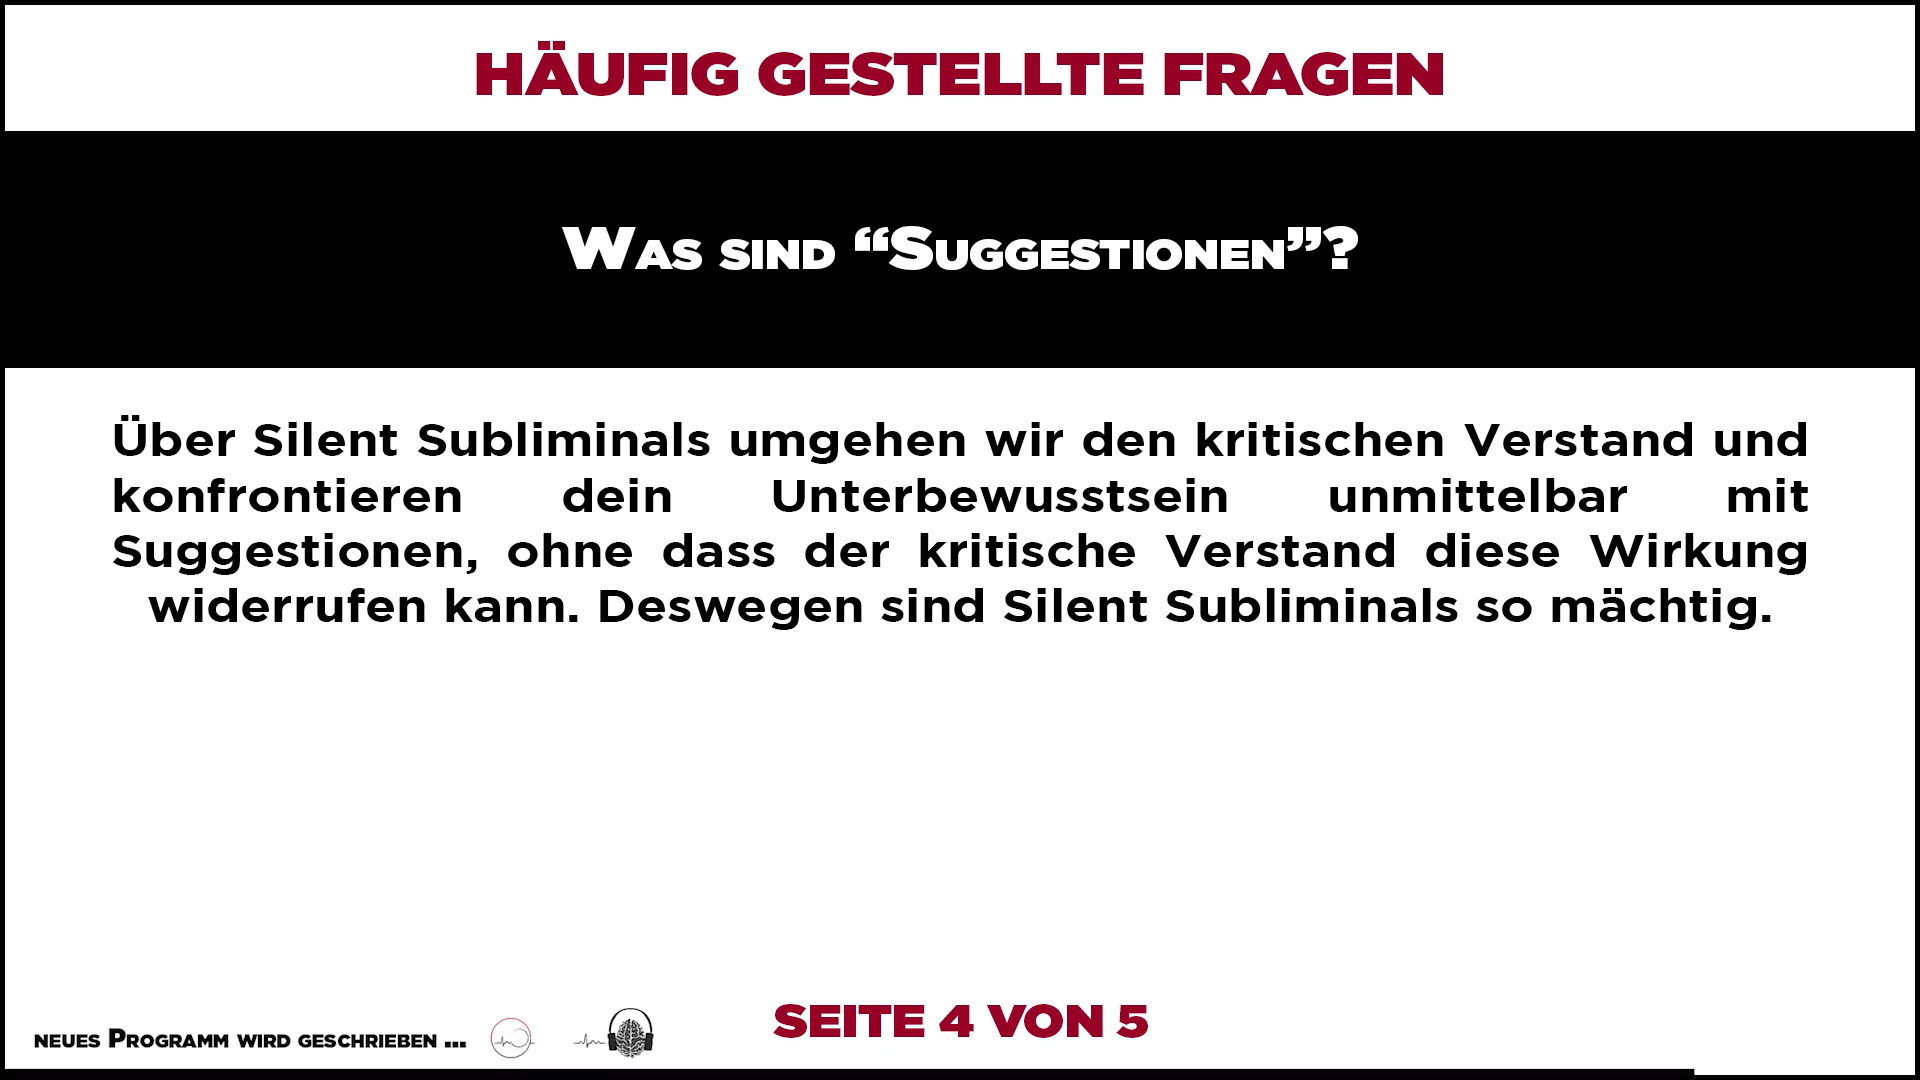 HÄUFIG GESTELLTE FRAGEN
Was sind “Suggestionen”?
Über Silent Subliminals umgehen wir den kritischen Verstand und
konfrontieren dein Unterbewusstsein unmittelbar mit
Suggestionen, ohne dass der kritische Verstand diese Wirkung
widerrufen kann. Deswegen sind Silent Subliminals so mächtig.
SEITE 4 VON 5
neues Programm wird geschrieben ...